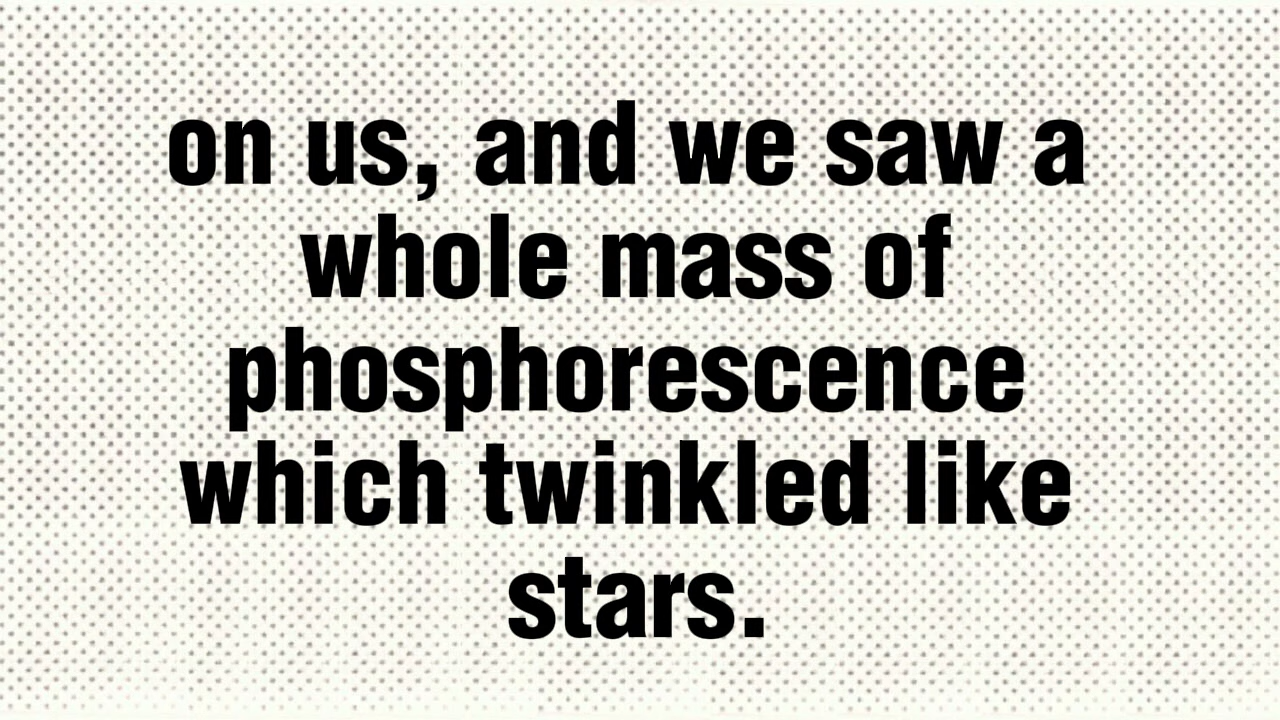 on us, and we saw a
whole mass of
phosphorescence
which twinkled like
stars.